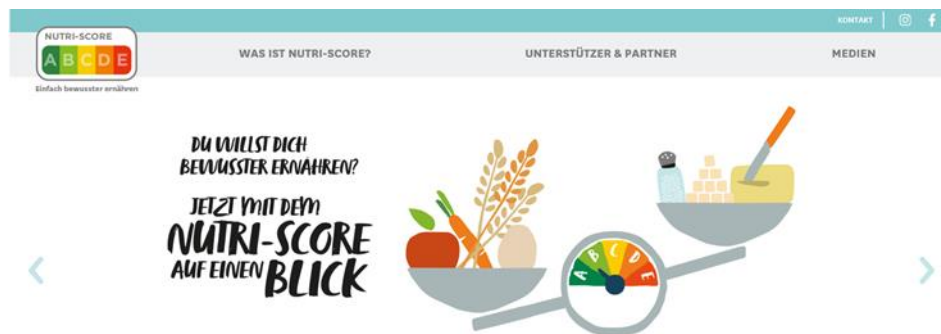 KONTAKT
NUTRI-SCORE
A B C D E
Einfach bewusster ernähren
WAS IST NUTRI-SCORE?
UNTERSTÜTZER & PARTNER
MEDIEN
DU WILLST DICH
BEWUSSTER ERNÄHREN?
JETZT MIT DEM
NUTRI-SCORE
AUF EINEN BLICK
A B C D E